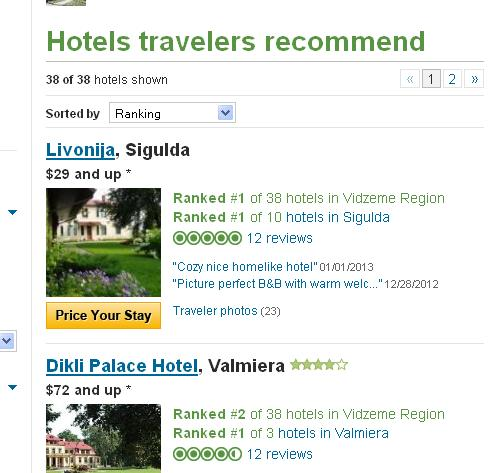 Hotels travelers recommend
38 of 38 hotels shown
« 1 2 »
Sorted by Ranking
Livonija, Sigulda
$29 and up *
Ranked #1 of 38 hotels in Vidzeme Region
Ranked #1 of 10 hotels in Sigulda
12 reviews
"Cozy nice homelike hotel" 01/01/2013
"Picture perfect B&B with warm welc..." 12/28/2012
Price Your Stay
Traveler photos (23)
Dikli Palace Hotel, Valmiera
$72 and up *
Ranked #2 of 38 hotels in Vidzeme Region
Ranked #1 of 3 hotels in Valmiera
12 reviews